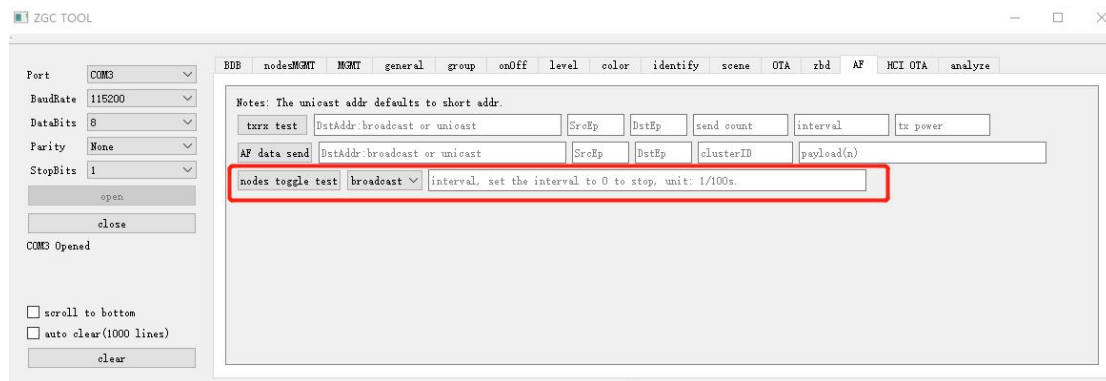 ZGC TOOL
Port COM3
BaudRate 115200
DataBits 8
Parity None
StopBits 1
open
close
COM3 Opened
scroll to bottom
auto clear(1000 lines)
clear
BDB nodesMGMT MGMT general group onOff level color identify scene OTA zbd AF HCI OTA analyze
Notes: The unicast addr defaults to short addr.
txrx test DstAddr:broadcast or unicast SrcEp DstEp send count interval tx power
AF data send DstAddr:broadcast or unicast SrcEp DstEp clusterID payload(n)
nodes toggle test broadcast interval, set the interval to 0 to stop, unit: 1/100s.